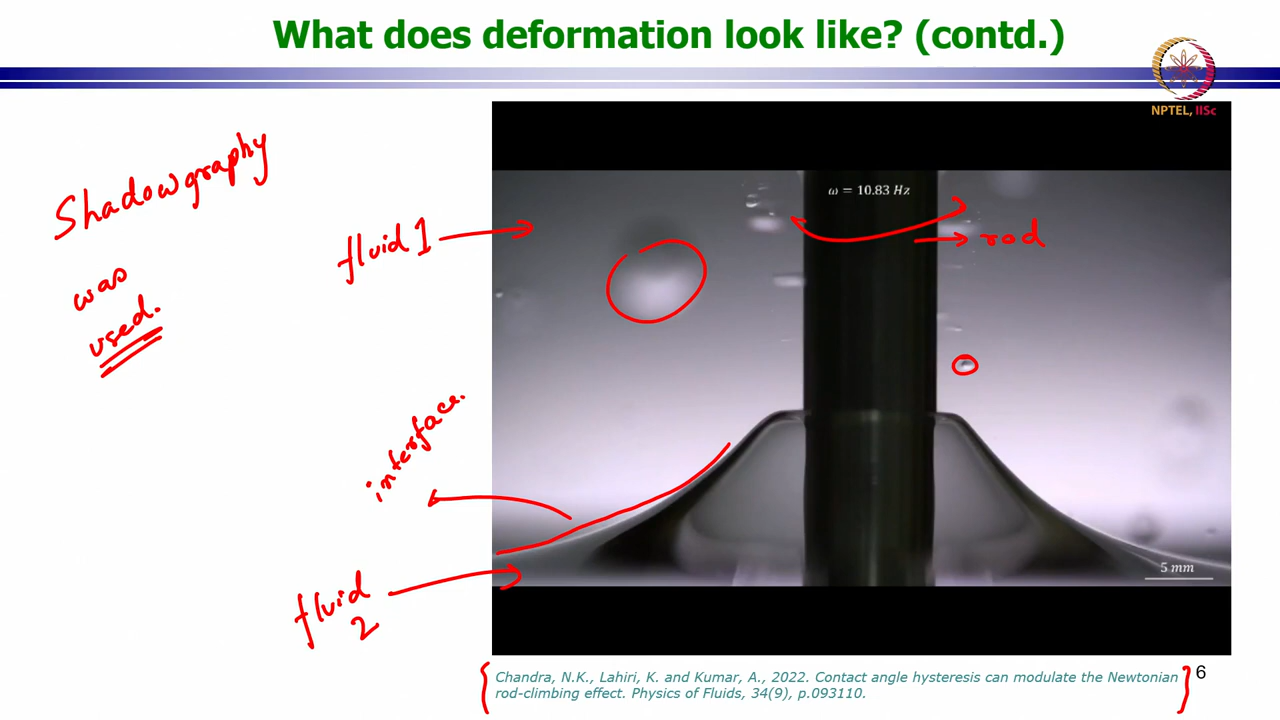 What does deformation look like? (contd.)
NPTEL, IISc
Shadowgraphy
was
used.
fluid 1
ω = 10.83 Hz
rod
interface.
fluid
2
5 mm
Chandra, N.K., Lahiri, K. and Kumar, A., 2022. Contact angle hysteresis can modulate the Newtonian
rod-climbing effect. Physics of Fluids, 34(9), p.093110.
6